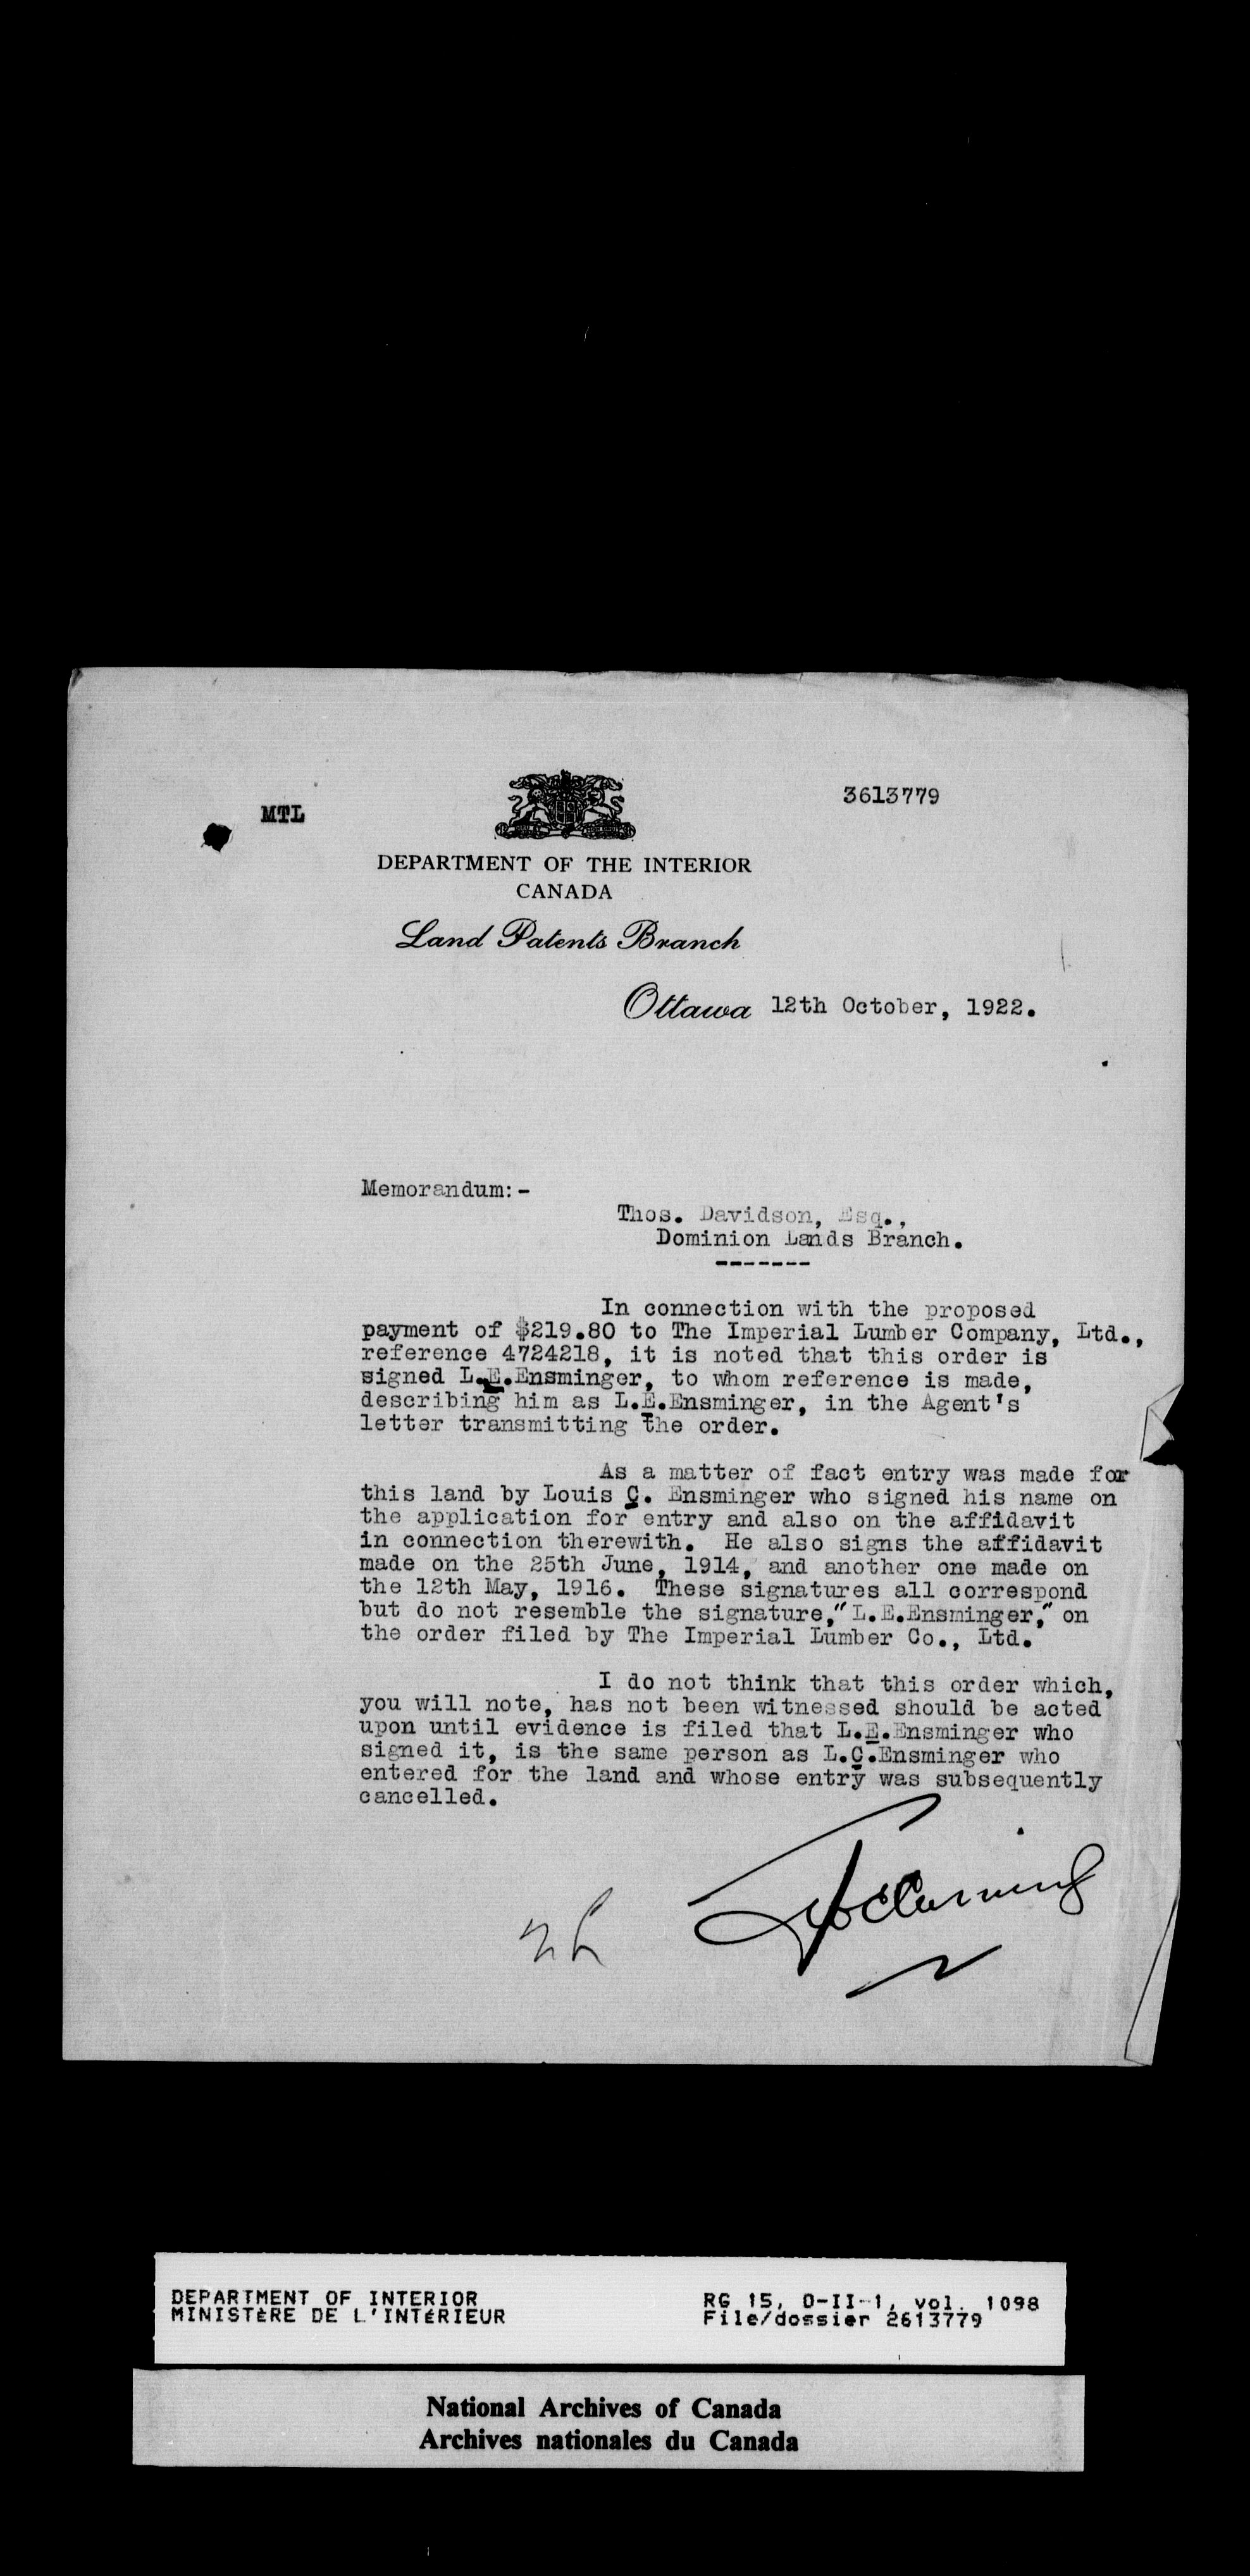 3613779
MTL
DEPARTMENT OF THE INTERIOR
CANADA
Land Patents Branch
Ottawa 12th October, 1922.
Memorandum:-
Thos. Davidson, Esq.,
Dominion Lands Branch.
-------
In connection with the proposed
payment of $219.80 to The Imperial Lumber Company, Ltd.,
reference 4724218, it is noted that this order is
signed L.E.Ensminger, to whom reference is made,
describing him as L.E.Ensminger, in the Agent's
letter transmitting the order.
As a matter of fact entry was made for
this land by Louis C. Ensminger who signed his name on
the application for entry and also on the affidavit
in connection therewith. He also signs the affidavit
made on the 25th June, 1914, and another one made on
the 12th May, 1916. These signatures all correspond
but do not resemble the signature,"L.E.Ensminger," on
the order filed by The Imperial Lumber Co., Ltd.
I do not think that this order which,
you will note, has not been witnessed should be acted
upon until evidence is filed that L.E.Ensminger who
signed it, is the same person as L.C.Ensminger who
entered for the land and whose entry was subsequently
cancelled.
DEPARTMENT OF INTERIOR
MINISTÈRE DE L'INTÉRIEUR
RG 15, D-II-1, vol. 1098
File/dossier 2613779
National Archives of Canada
Archives nationales du Canada